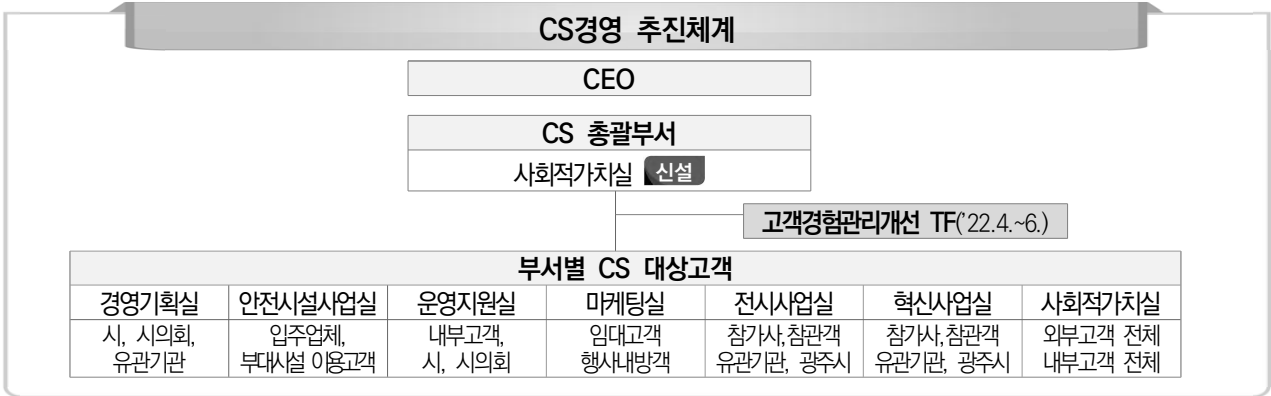 CS경영 추진체계
CEO
CS 총괄부서
사회적가치실 신설
고객경험관리개선 TF('22.4.~6.)
부서별 CS 대상고객
경영기획실 안전시설사업실 운영지원실 마케팅실 전시사업실 혁신사업실 사회적가치실
시, 시의회, 입주업체, 내부고객, 임대고객 참가사,참관객 참가사,참관객 외부고객 전체
유관기관 부대시설 이용고객 시, 시의회 행사내방객 유관기관, 광주시 유관기관, 광주시 내부고객 전체